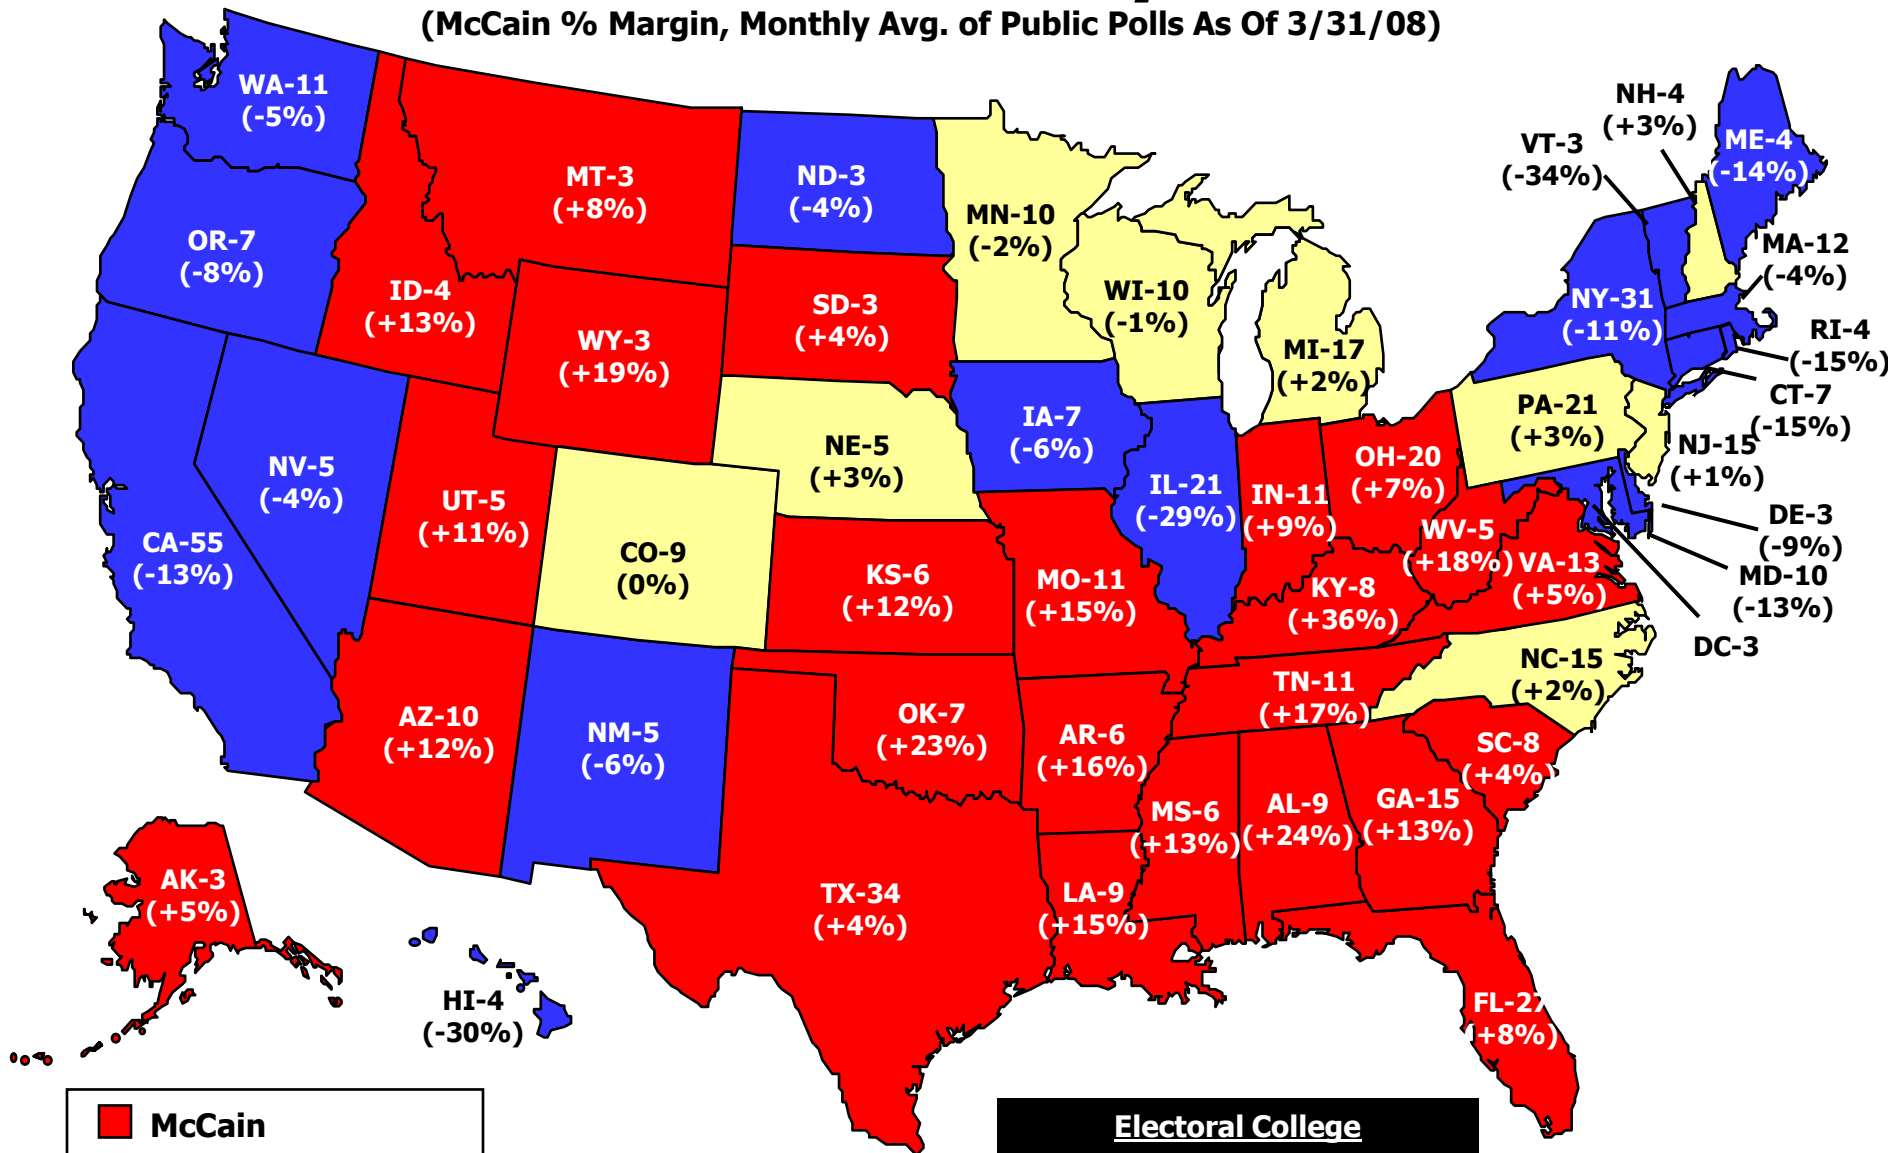 (McCain % Margin, Monthly Avg. of Public Polls As Of 3/31/08)
WA-11
(-5%)
OR-7
(-8%)
CA-55
(-13%)
NV-5
(-4%)
ID-4
(+13%)
MT-3
(+8%)
WY-3
(+19%)
UT-5
(+11%)
AZ-10
(+12%)
CO-9
(0%)
NM-5
(-6%)
ND-3
(-4%)
SD-3
(+4%)
NE-5
(+3%)
KS-6
(+12%)
OK-7
(+23%)
TX-34
(+4%)
MN-10
(-2%)
IA-7
(-6%)
MO-11
(+15%)
AR-6
(+16%)
LA-9
(+15%)
WI-10
(-1%)
IL-21
(-29%)
MI-17
(+2%)
IN-11
(+9%)
OH-20
(+7%)
KY-8
(+36%)
TN-11
(+17%)
MS-6
(+13%)
AL-9
(+24%)
GA-15
(+13%)
FL-27
(+8%)
SC-8
(+4%)
NC-15
(+2%)
VA-13
(+5%)
WV-5
(+18%)
PA-21
(+3%)
NY-31
(-11%)
VT-3
(-34%)
NH-4
(+3%)
ME-4
(-14%)
MA-12
(-4%)
RI-4
(-15%)
CT-7
(-15%)
NJ-15
(+1%)
DE-3
(-9%)
MD-10
(-13%)
DC-3
AK-3
(+5%)
HI-4
(-30%)
McCain
Electoral College